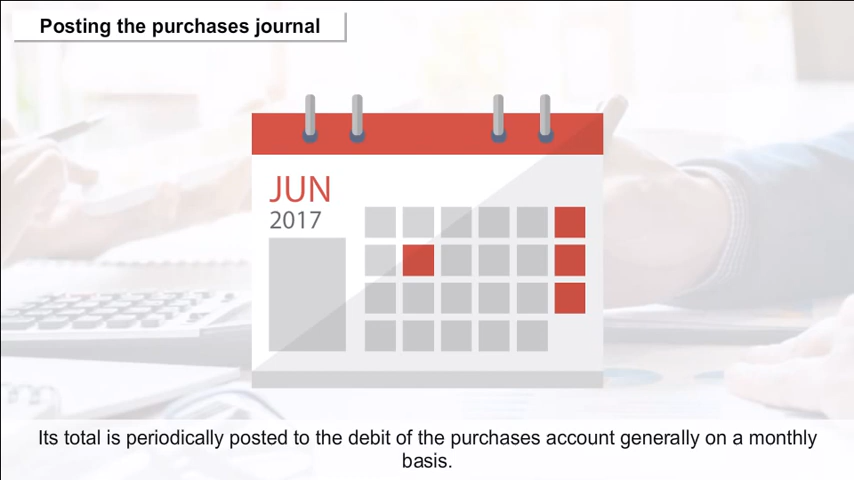 Posting the purchases journal
JUN
2017
Its total is periodically posted to the debit of the purchases account generally on a monthly
basis.